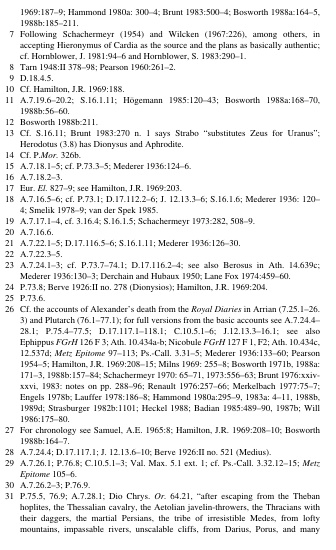 1969:187–9; Hammond 1980a: 300–4; Brunt 1983:500–4; Bosworth 1988a:164–5,
1988b:185–211.
7 Following Schachermeyr (1954) and Wilcken (1967:226), among others, in
accepting Hieronymus of Cardia as the source and the plans as basically authentic;
cf. Hornblower, J. 1981:94–6 and Hornblower, S. 1983:290–1.
8 Tarn 1948:II 378–98; Pearson 1960:261–2.
9 D.18.4.5.
10 Cf. Hamilton, J.R. 1969:188.
11 A.7.19.6–20.2; S.16.1.11; Högemann 1985:120–43; Bosworth 1988a:168–70,
1988b:56–60.
12 Bosworth 1988b:211.
13 Cf. S.16.11; Brunt 1983:270 n. 1 says Strabo “substitutes Zeus for Uranus”;
Herodotus (3.8) has Dionysus and Aphrodite.
14 Cf. P.Mor. 326b.
15 A.7.18.1–5; cf. P.73.3–5; Mederer 1936:124–6.
16 A.7.18.2–3.
17 Eur. El. 827–9; see Hamilton, J.R. 1969:203.
18 A.7.16.5–6; cf. P.73.1; D.17.112.2–6; J. 12.13.3–6; S.16.1.6; Mederer 1936: 120–
4; Smelik 1978–9; van der Spek 1985.
19 A.7.17.1–4, cf. 3.16.4; S.16.1.5; Schachermeyr 1973:282, 508–9.
20 A.7.16.6.
21 A.7.22.1–5; D.17.116.5–6; S.16.1.11; Mederer 1936:126–30.
22 A.7.22.3–5.
23 A.7.24.1–3; cf. P.73.7–74.1; D.17.116.2–4; see also Berosus in Ath. 14.639c;
Mederer 1936:130–3; Derchain and Hubaux 1950; Lane Fox 1974:459–60.
24 P.73.8; Berve 1926:II no. 278 (Dionysios); Hamilton, J.R. 1969:204.
25 P.73.6.
26 Cf. the accounts of Alexander’s death from the Royal Diaries in Arrian (7.25.1–26.
3) and Plutarch (76.1–77.1); for full versions from the basic accounts see A.7.24.4–
28.1; P.75.4–77.5; D.17.117.1–118.1; C.10.5.1–6; J.12.13.3–16.1; see also
Ephippus FGrH 126 F 3; Ath. 10.434a-b; Nicobule FGrH 127 F 1, F2; Ath. 10.434c,
12.537d; Metz Epitome 97–113; Ps.-Call. 3.31–5; Mederer 1936:133–60; Pearson
1954–5; Hamilton, J.R. 1969:208–15; Milns 1969: 255–8; Bosworth 1971b, 1988a:
171–3, 1988b:157–84; Schachermeyr 1970: 65–71, 1973:556–63; Brunt 1976:xxiv-
xxvi, 1983: notes on pp. 288–96; Renault 1976:257–66; Merkelbach 1977:75–7;
Engels 1978b; Lauffer 1978:186–8; Hammond 1980a:295–9, 1983a: 4–11, 1988b,
1989d; Strasburger 1982b:1101; Heckel 1988; Badian 1985:489–90, 1987b; Will
1986:175–80.
27 For chronology see Samuel, A.E. 1965:8; Hamilton, J.R. 1969:208–10; Bosworth
1988b:164–7.
28 A.7.24.4; D.17.117.1; J. 12.13.6–10; Berve 1926:II no. 521 (Medius).
29 A.7.26.1; P.76.8; C.10.5.1–3; Val. Max. 5.1 ext. 1; cf. Ps.-Call. 3.32.12–15; Metz
Epitome 105–6.
30 A.7.26.2–3; P.76.9.
31 P.75.5, 76.9; A.7.28.1; Dio Chrys. Or. 64.21, “after escaping from the Theban
hoplites, the Thessalian cavalry, the Aetolian javelin-throwers, the Thracians with
their daggers, the martial Persians, the tribe of irresistible Medes, from lofty
mountains, impassable rivers, unscalable cliffs, from Darius, Porus, and many